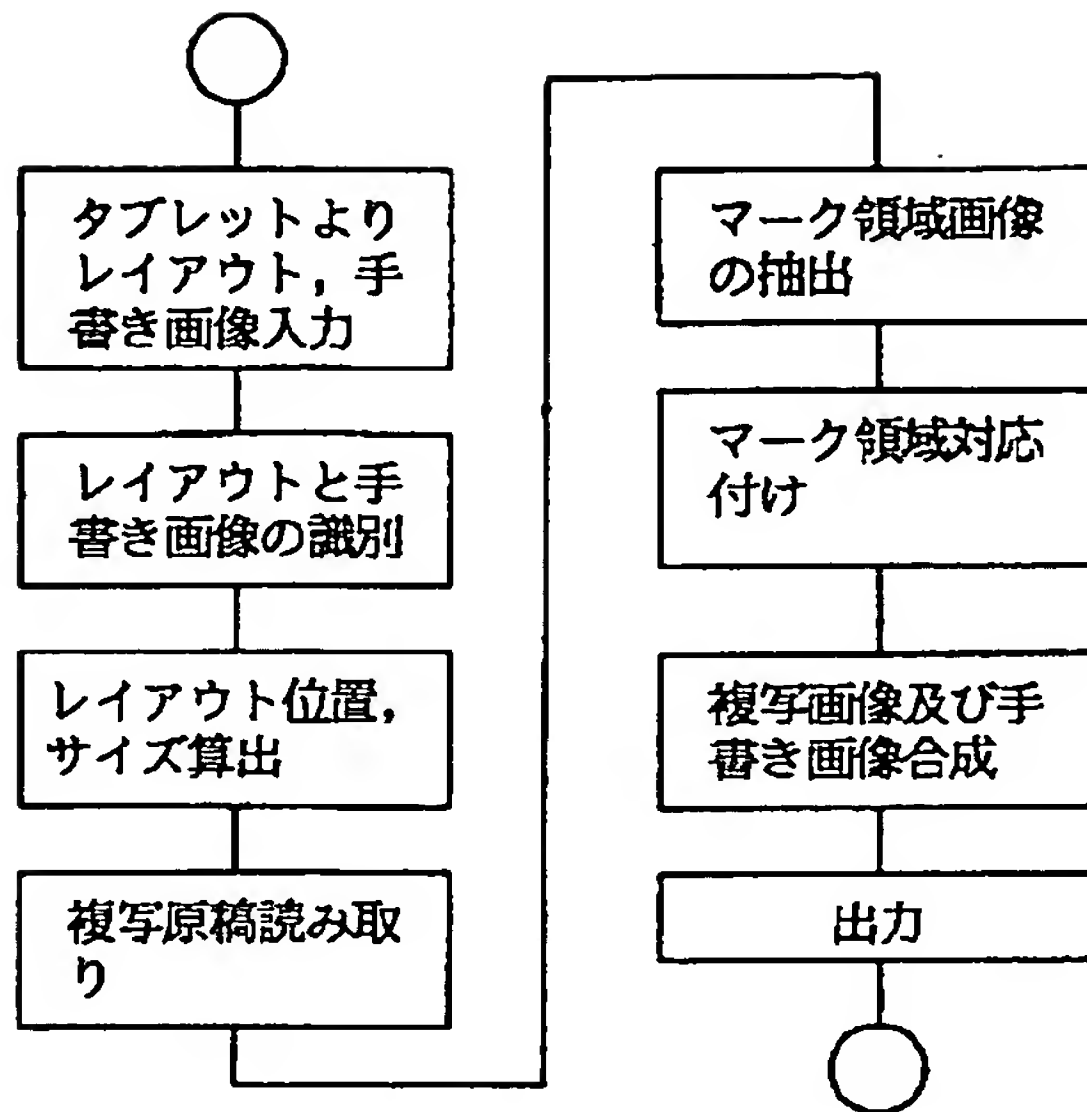 タブレットより
レイアウト，手
書き画像入力
レイアウトと手
書き画像の識別
レイアウト位置，
サイズ算出
複写原稿読み取
り
マーク領域画像
の抽出
マーク領域対応
付け
複写画像及び手
書き画像合成
出力